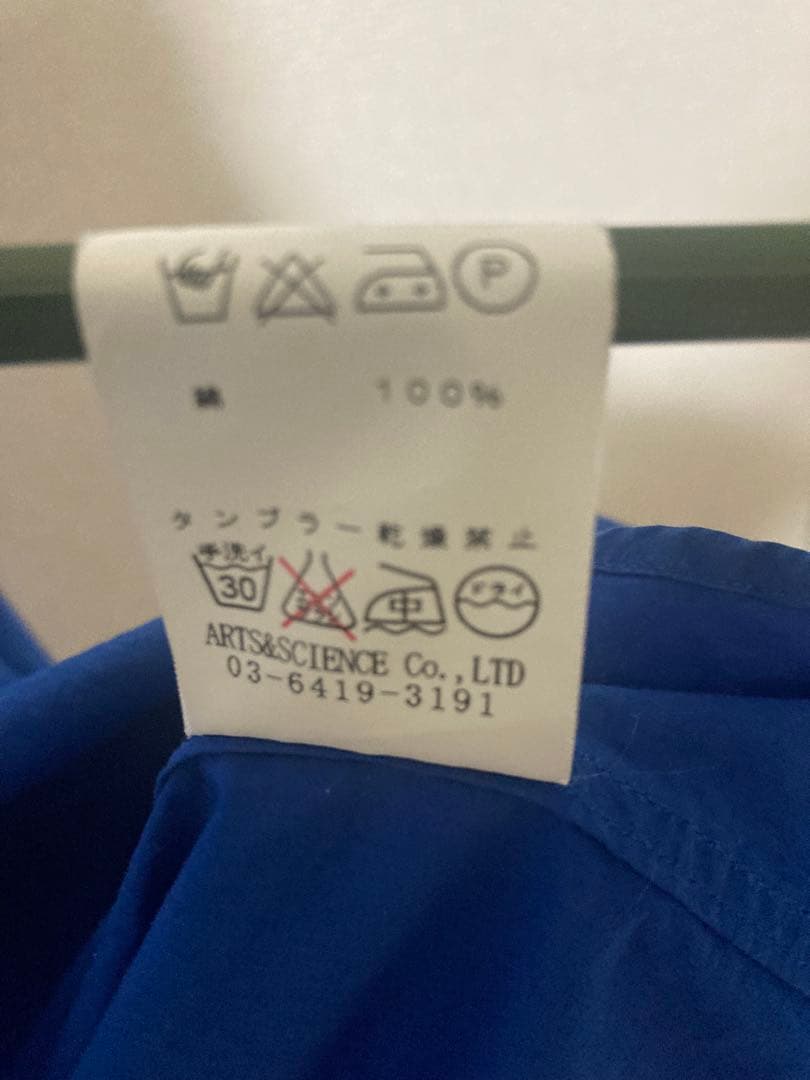 P
綿 100%
タンブラー乾燥禁止
手洗イ 30 中 ドライ
ARTS&SCIENCE Co.,LTD
03-6419-3191